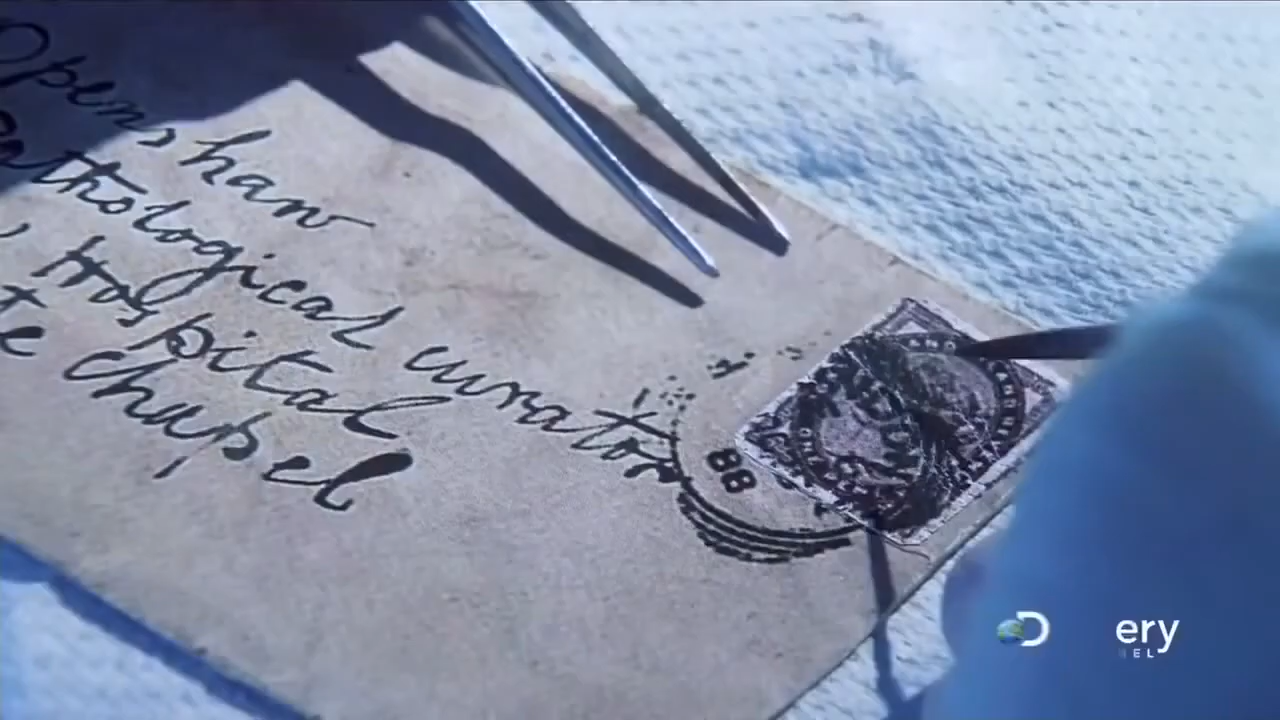 Openshaw
Pathological curator
, Hospital
te chapel
88
ery